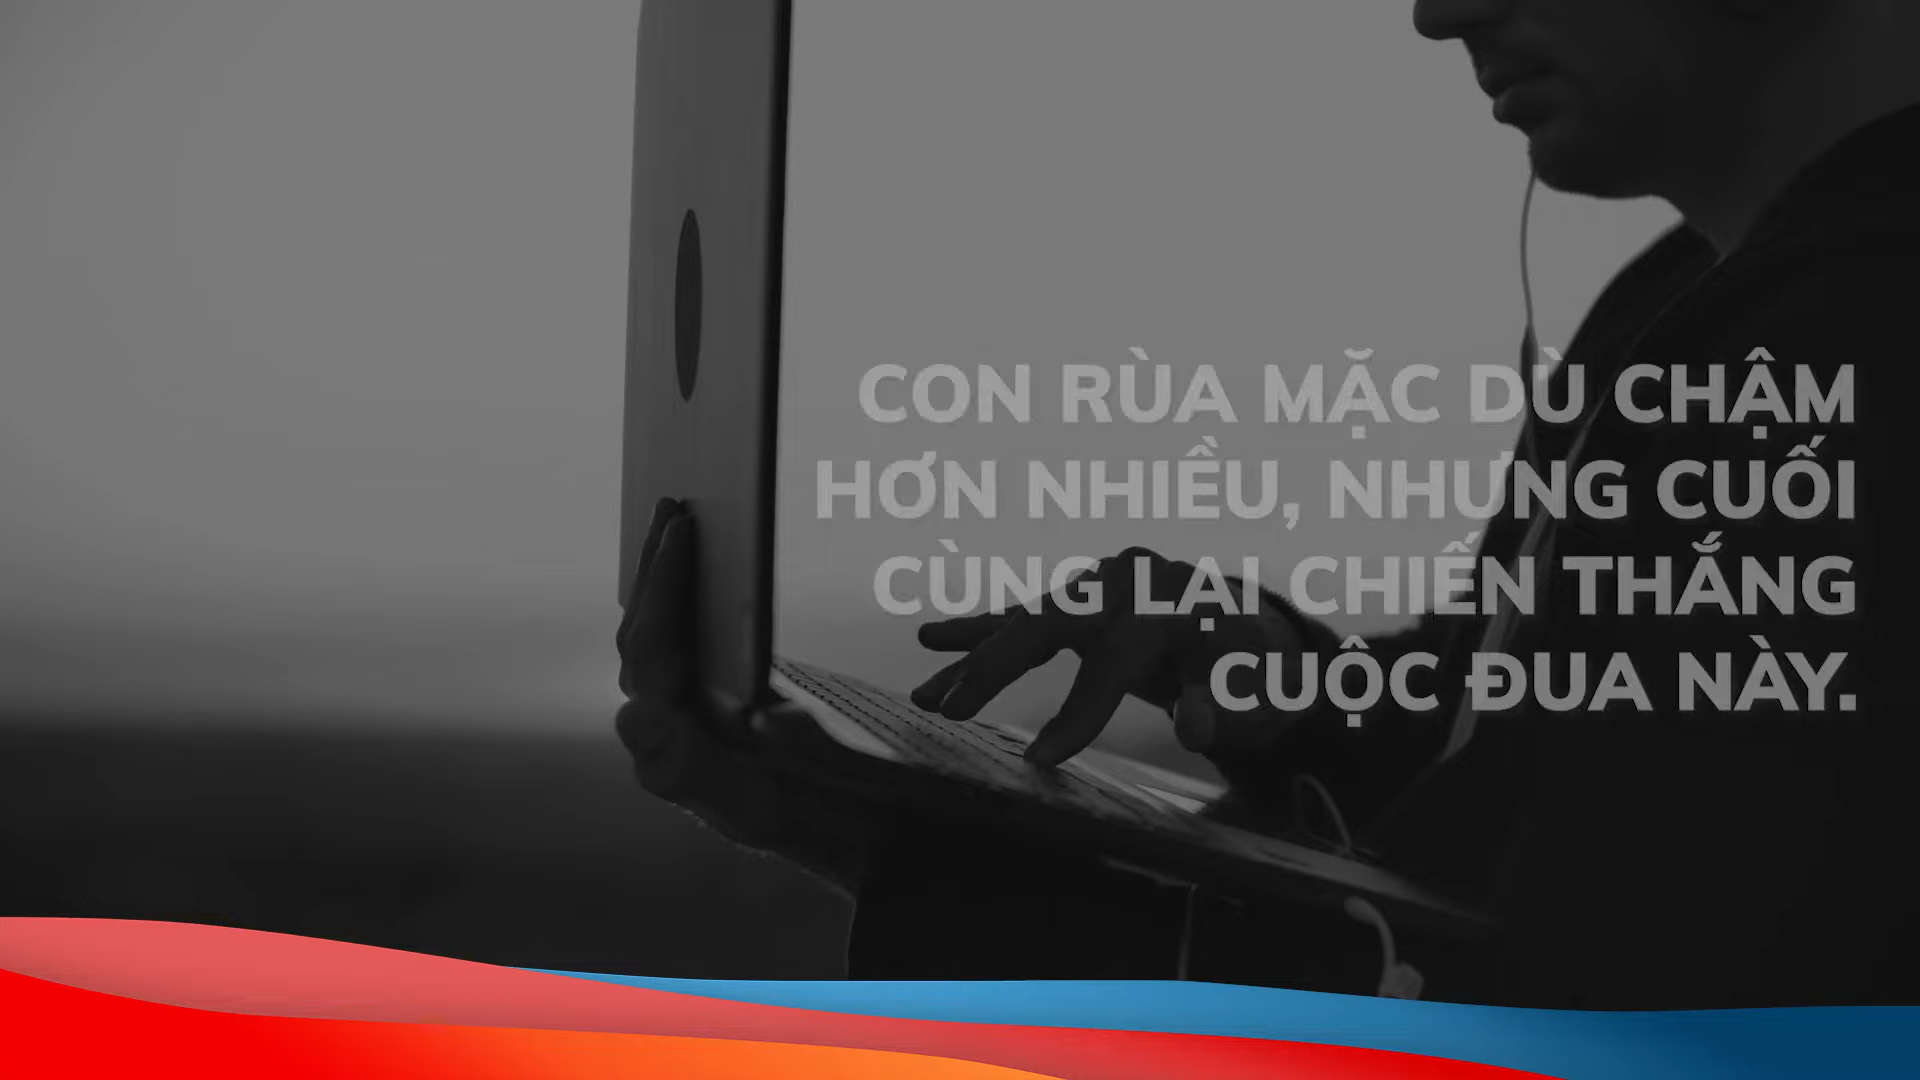 CON RÙA MẶC DÙ CHẬM
HƠN NHIỀU, NHƯNG CUỐI
CÙNG LẠI CHIẾN THẮNG
CUỘC ĐUA NÀY.